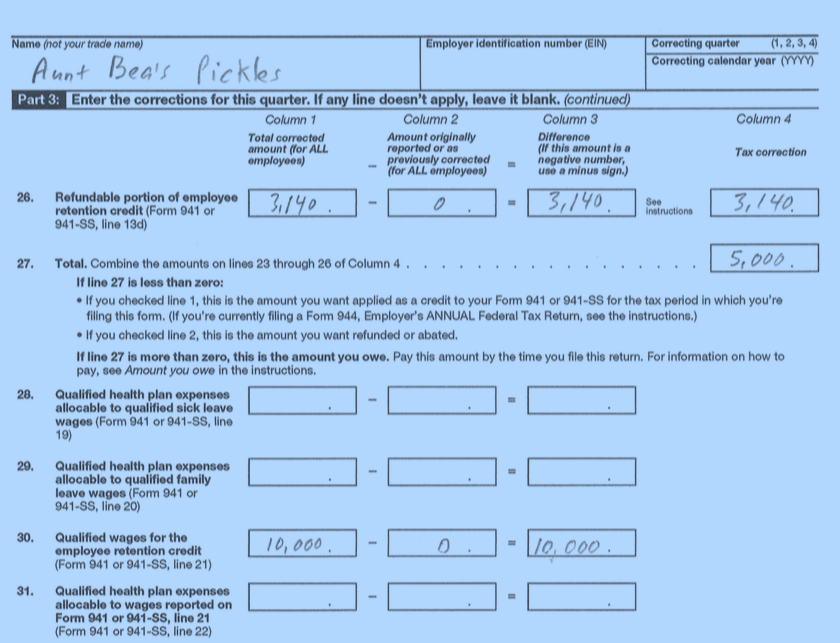 Name (not your trade name) Employer identification number (EIN) Correcting quarter (1, 2, 3, 4)
Aunt Bea's Pickles Correcting calendar year (YYYY)
Part 3: Enter the corrections for this quarter. If any line doesn't apply, leave it blank. (continued)
Column 1 Column 2 Column 3 Column 4
Total corrected amount (for ALL employees) – Amount originally reported or as previously corrected (for ALL employees) = Difference (If this amount is a negative number, use a minus sign.) Tax correction
26. Refundable portion of employee 3,140 . – 0 . = 3,140 . See 3,140.
retention credit (Form 941 or instructions
941-SS, line 13d)
27. Total. Combine the amounts on lines 23 through 26 of Column 4 . . . . . . . . . . . . . . . . . 5,000 .
If line 27 is less than zero:
• If you checked line 1, this is the amount you want applied as a credit to your Form 941 or 941-SS for the tax period in which you're
filing this form. (If you're currently filing a Form 944, Employer's ANNUAL Federal Tax Return, see the instructions.)
• If you checked line 2, this is the amount you want refunded or abated.
If line 27 is more than zero, this is the amount you owe. Pay this amount by the time you file this return. For information on how to
pay, see Amount you owe in the instructions.
28. Qualified health plan expenses . – . = .
allocable to qualified sick leave
wages (Form 941 or 941-SS, line
19)
29. Qualified health plan expenses . – . = .
allocable to qualified family
leave wages (Form 941 or
941-SS, line 20)
30. Qualified wages for the 10,000 . – 0 . = 10,000 .
employee retention credit
(Form 941 or 941-SS, line 21)
31. Qualified health plan expenses . – . = .
allocable to wages reported on
Form 941 or 941-SS, line 21
(Form 941 or 941-SS, line 22)